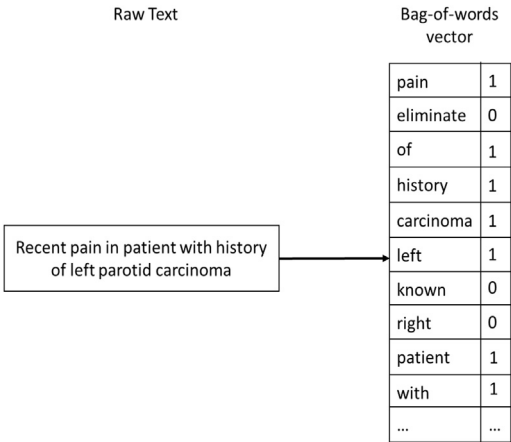 Raw Text
Bag-of-words
vector
pain 1
eliminate 0
of 1
history 1
carcinoma 1
Recent pain in patient with history
of left parotid carcinoma
left 1
known 0
right 0
patient 1
with 1
... ...